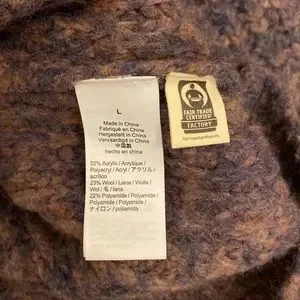 L
Made in China
Fabriqué en Chine
Hergestellt in China
Vervaardigd in China
中国製
hecho en china
55% Acrylic / Acrylique /
Polyacryl / Acryl / アクリル /
acrílico
23% Wool / Laine / Wolle /
Wol / 毛 / lana
22% Polyamide / Polyamide /
Polyamid / Polyamide /
ナイロン / poliamida
FAIR TRADE
CERTIFIED
FACTORY